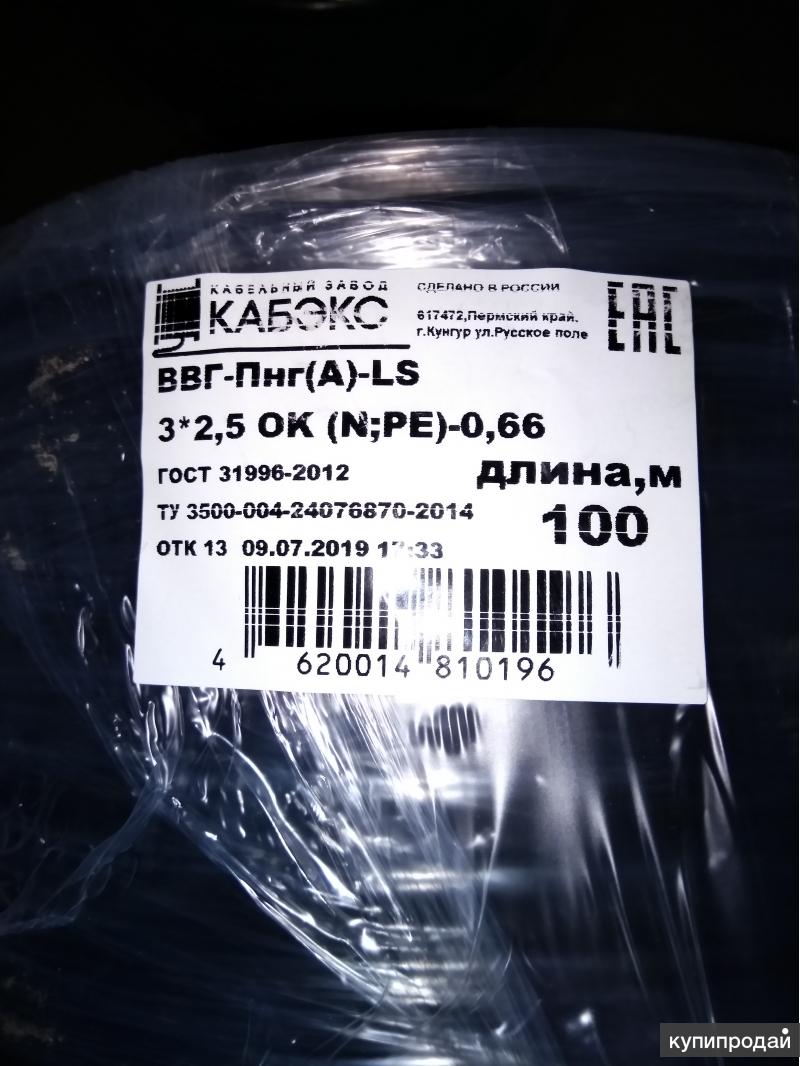 КАБЕЛЬНЫЙ ЗАВОД
КАБЭКС
СДЕЛАНО В РОССИИ
617472,Пермский край.
г.Кунгур ул.Русское поле
EAC
ВВГ-Пнг(А)-LS
3*2,5 ОК (N;PE)-0,66
ГОСТ 31996-2012
длина,м
ТУ 3500-004-24076870-2014
100
ОТК 13 09.07.2019 17:33
4 620014 810196
купипродай